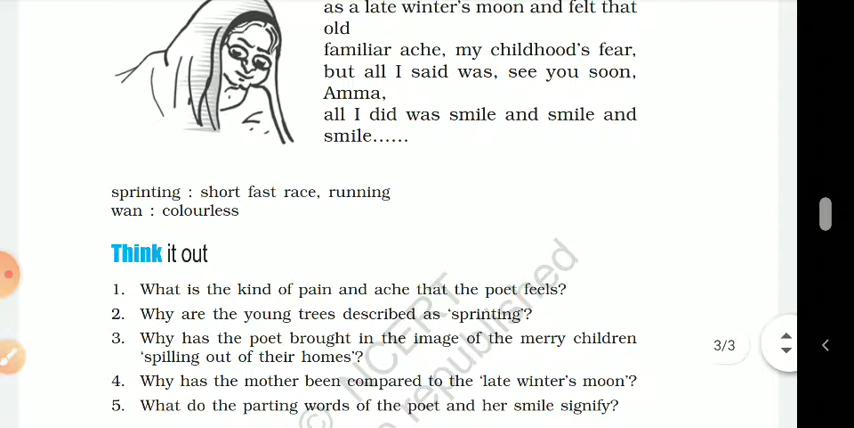 as a late winter's moon and felt that
old
familiar ache, my childhood's fear,
but all I said was, see you soon,
Amma,
all I did was smile and smile and
smile......
sprinting : short fast race, running
wan : colourless
Think it out
1. What is the kind of pain and ache that the poet feels?
2. Why are the young trees described as ‘sprinting’?
3. Why has the poet brought in the image of the merry children
‘spilling out of their homes’?
3/3
4. Why has the mother been compared to the ‘late winter's moon’?
5. What do the parting words of the poet and her smile signify?
© NCERT
republished